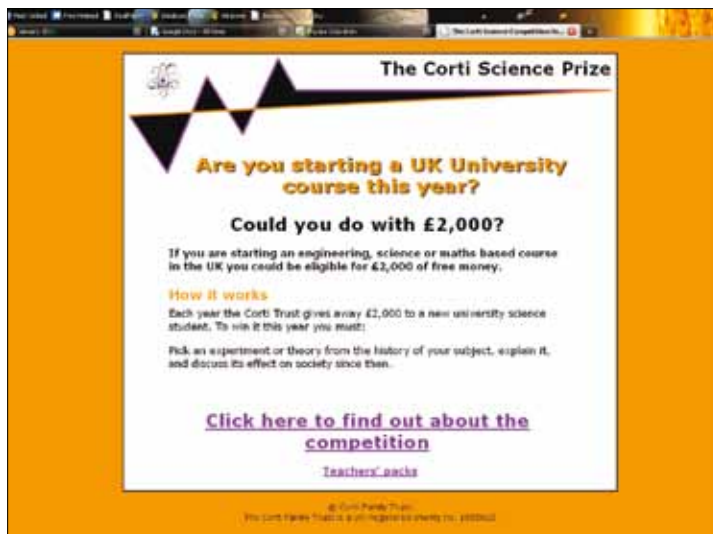 The Corti Science Prize
Are you starting a UK University
course this year?
Could you do with £2,000?
If you are starting an engineering, science or maths based course
in the UK you could be eligible for £2,000 of free money.
How it works
Each year the Corti Trust gives away £2,000 to a new university science
student. To win it this year you must:
Pick an experiment or theory from the history of your subject, explain it,
and discuss its effect on society since then.
Click here to find out about the
competition
Teachers' packs
© Corti Family Trust
The Corti Family Trust is a UK registered charity no.